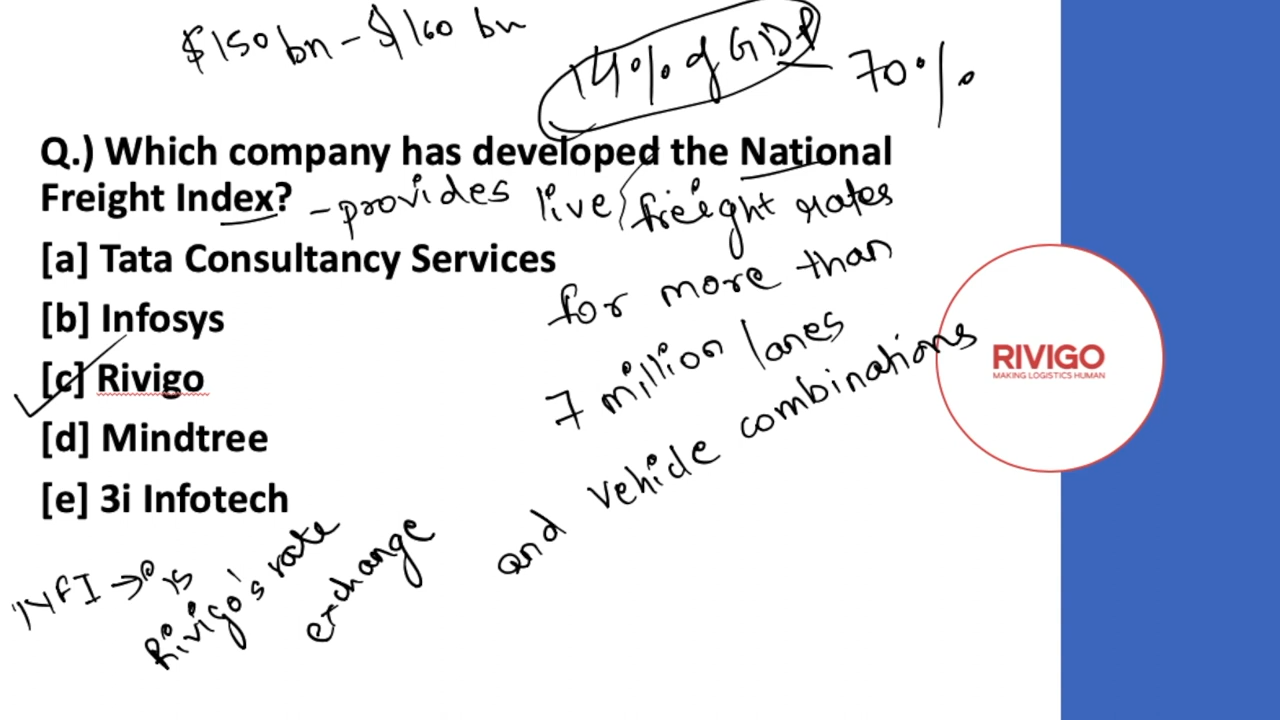 $150 bn - $160 bn
14% of GDP - 70%
Q.) Which company has developed the National
Freight Index?
- provides live freight rates
for more than
7 million lanes
and vehicle combinations
[a] Tata Consultancy Services
[b] Infosys
[c] Rivigo
[d] Mindtree
[e] 3i Infotech
NFI → is
Rivigo's rate
exchange
RIVIGO
MAKING LOGISTICS HUMAN